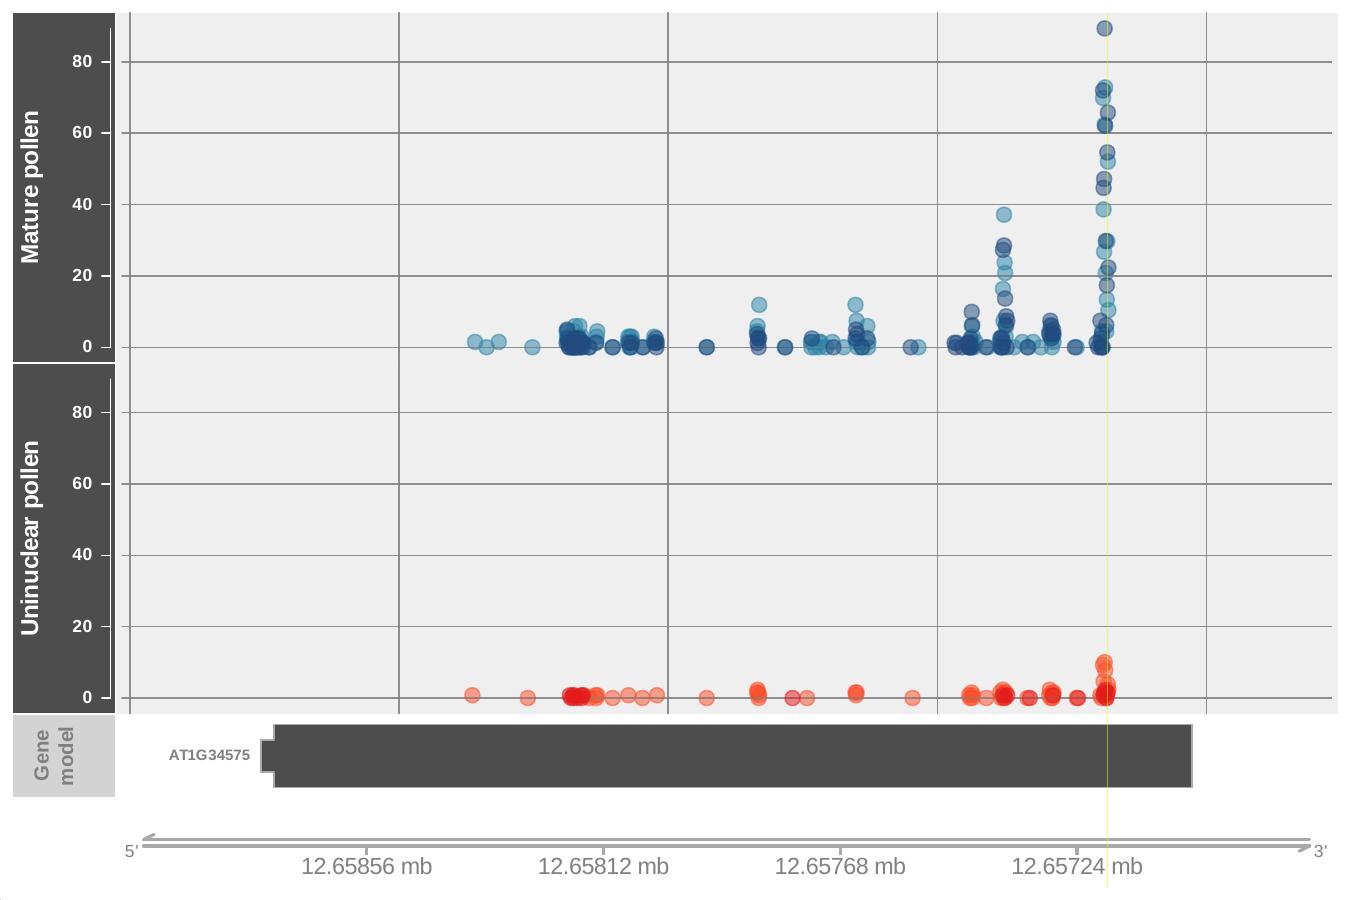 Mature pollen
80
60
40
20
0
Uninuclear pollen
80
60
40
20
0
Gene
model
AT1G34575
5'
3'
12.65856 mb
12.65812 mb
12.65768 mb
12.65724 mb